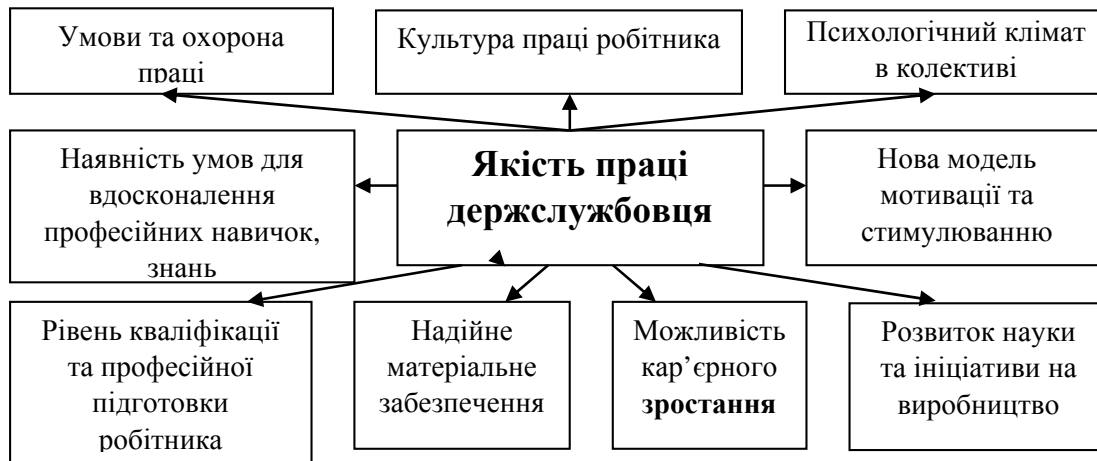 Умови та охорона
праці
Культура праці робітника
Психологічний клімат
в колективі
Наявність умов для
вдосконалення
професійних навичок,
знань
Якість праці
держслужбовця
Нова модель
мотивації та
стимулюванню
Рівень кваліфікації
та професійної
підготовки
робітника
Надійне
матеріальне
забезпечення
Можливість
кар’єрного
зростання
Розвиток науки
та ініціативи на
виробництво